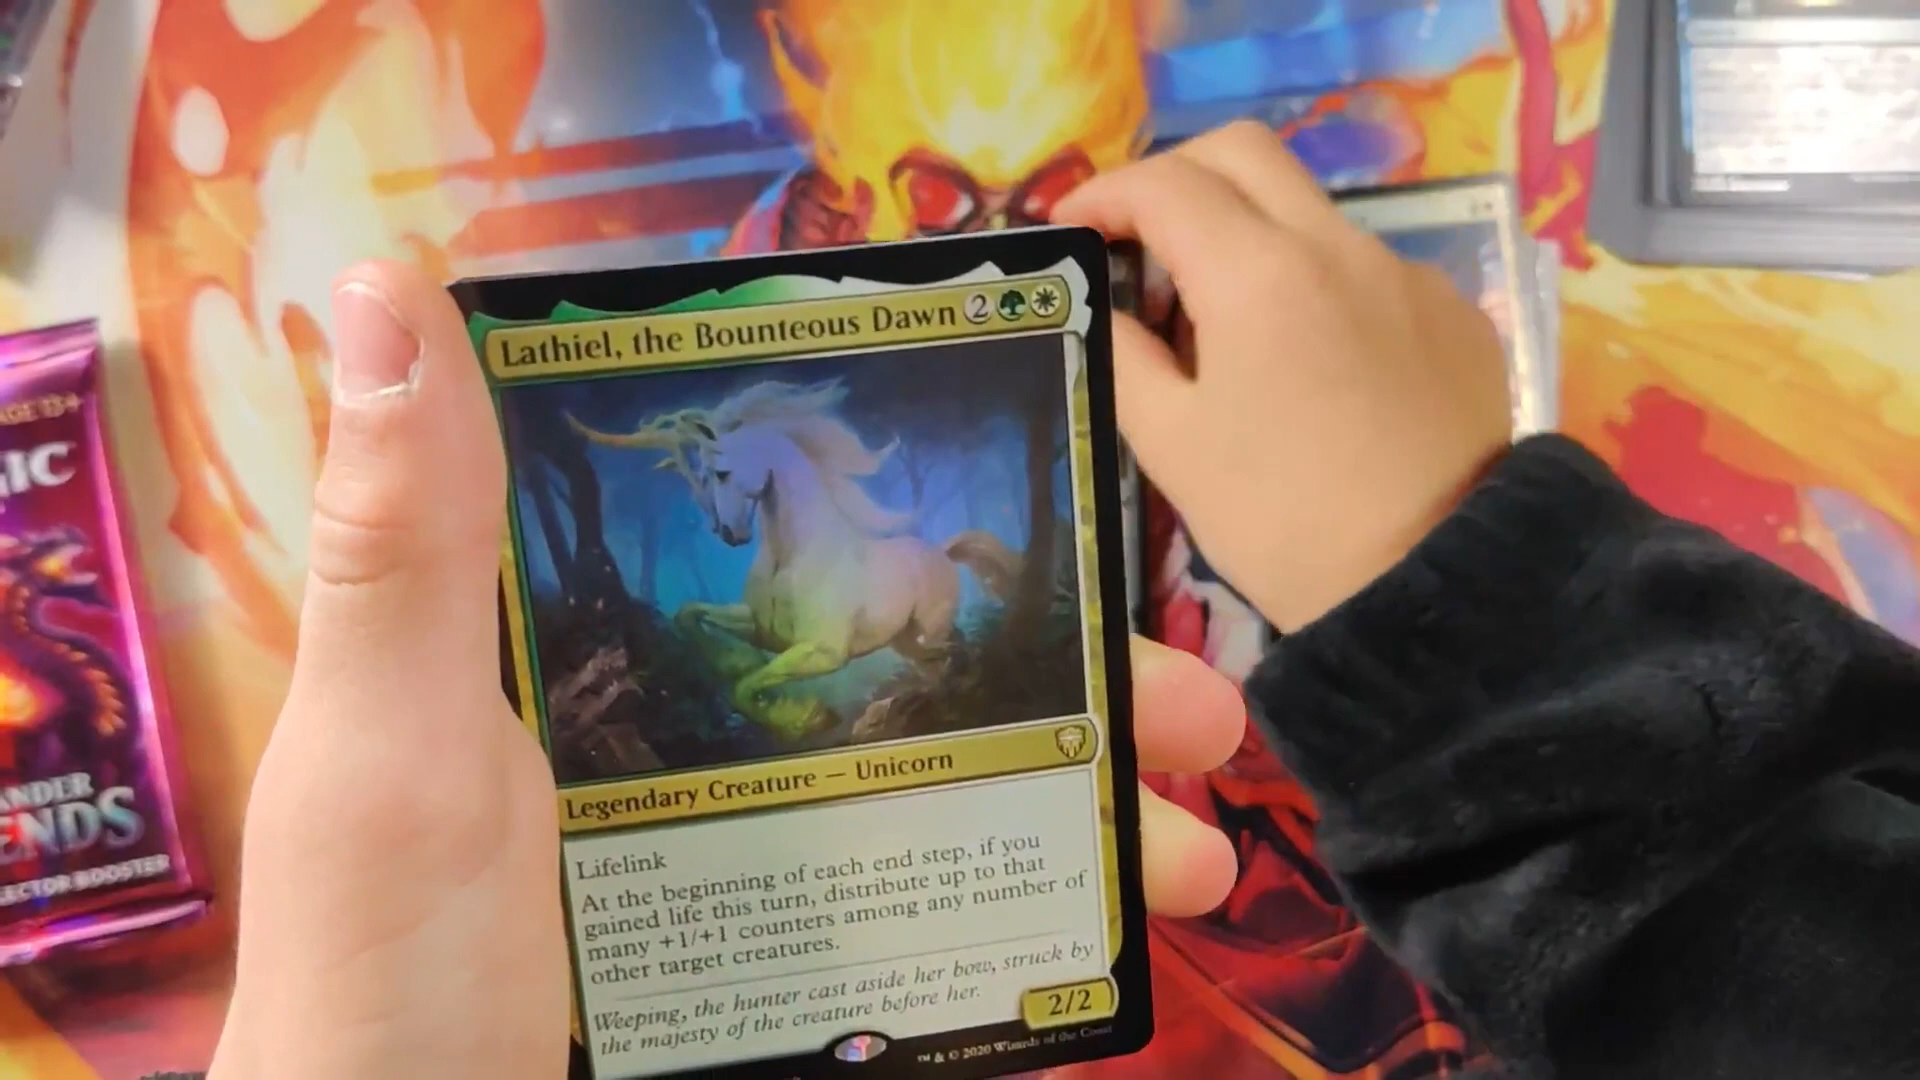 Lathiel, the Bounteous Dawn 2
Legendary Creature — Unicorn
Lifelink
At the beginning of each end step, if you
gained life this turn, distribute up to that
many +1/+1 counters among any number of
other target creatures.
Weeping, the hunter cast aside her bow, struck by
the majesty of the creature before her.
2/2
™ & © 2020 Wizards of the Coast
AGE 13+
GIC
ANDER
ENDS
LECTOR BOOSTER